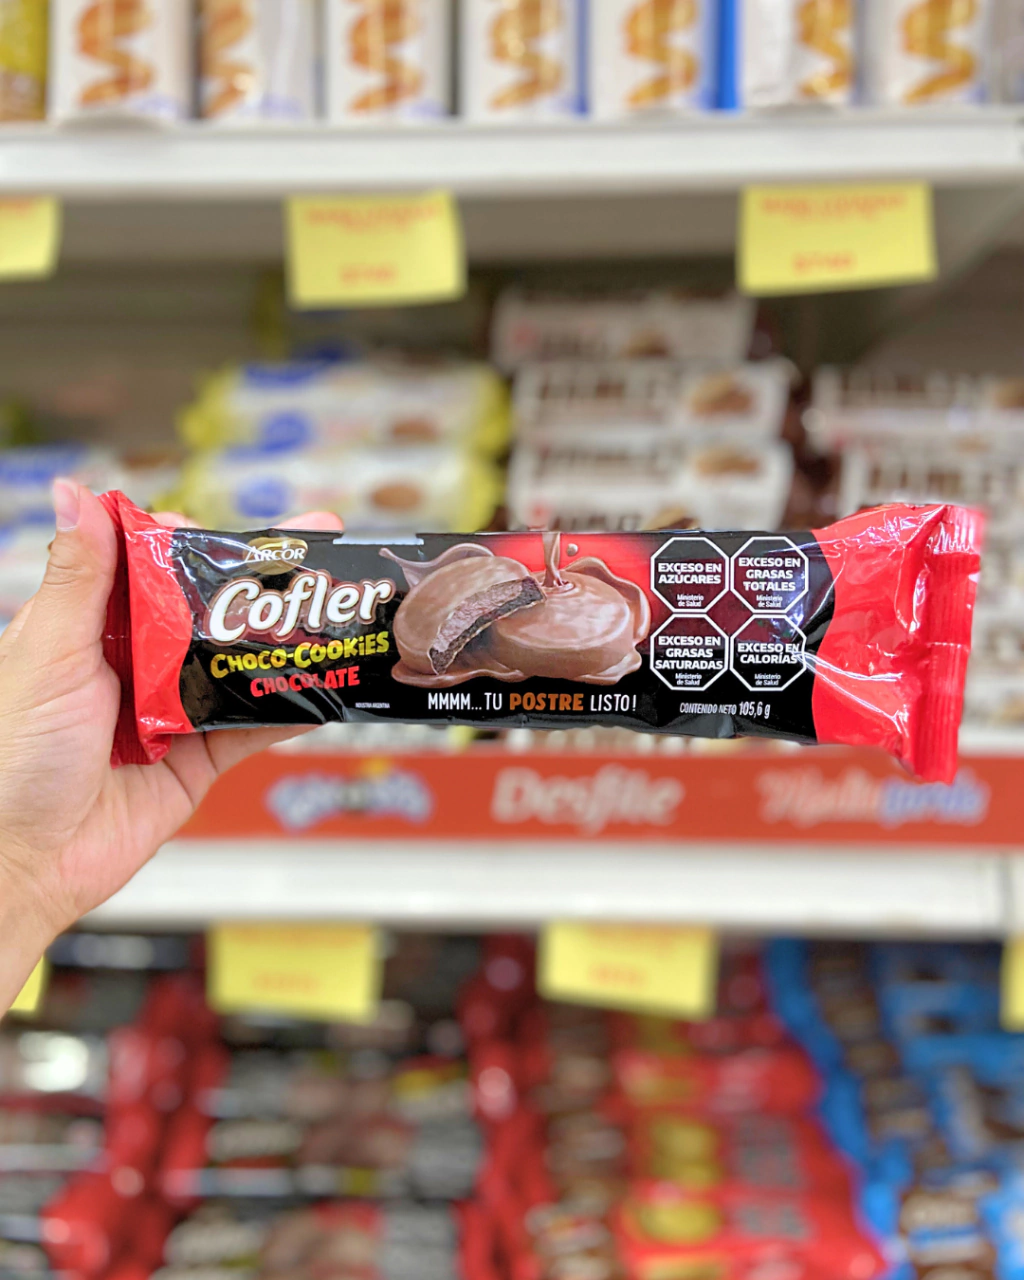 ARCOR
Cofler
CHOCO-COOKIES
CHOCOLATE
INDUSTRIA ARGENTINA
MMMM...TU POSTRE LISTO!
EXCESO EN
AZÚCARES
Ministerio
de Salud
EXCESO EN
GRASAS
TOTALES
Ministerio
de Salud
EXCESO EN
GRASAS
SATURADAS
Ministerio
de Salud
EXCESO EN
CALORÍAS
Ministerio
de Salud
CONTENIDO NETO 105,6 g
Desfile